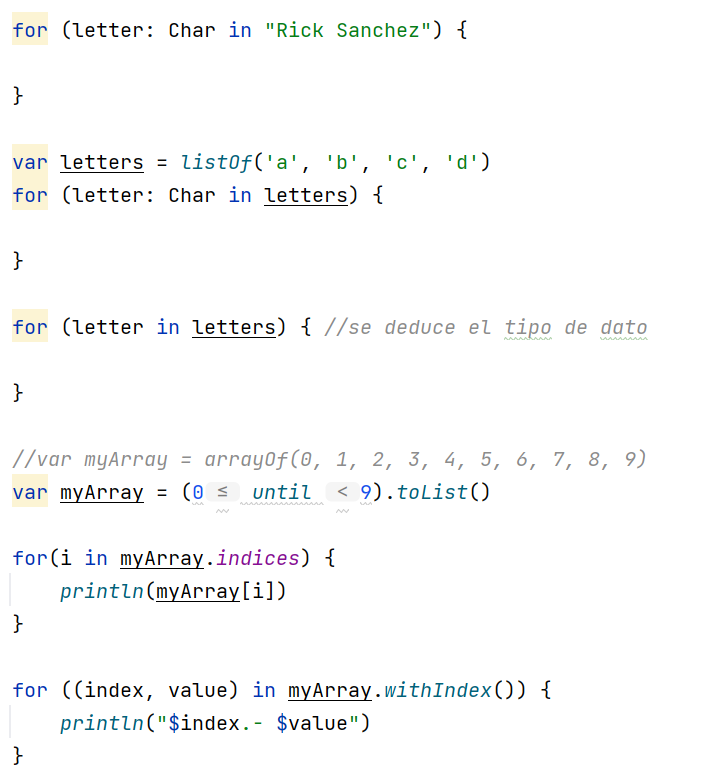 for (letter: Char in "Rick Sanchez") {
}
var letters = listOf('a', 'b', 'c', 'd')
for (letter: Char in letters) {
}
for (letter in letters) { //se deduce el tipo de dato
}
//var myArray = arrayOf(0, 1, 2, 3, 4, 5, 6, 7, 8, 9)
var myArray = (0 ≤ until < 9).toList()
for(i in myArray.indices) {
    println(myArray[i])
}
for ((index, value) in myArray.withIndex()) {
    println("$index.- $value")
}